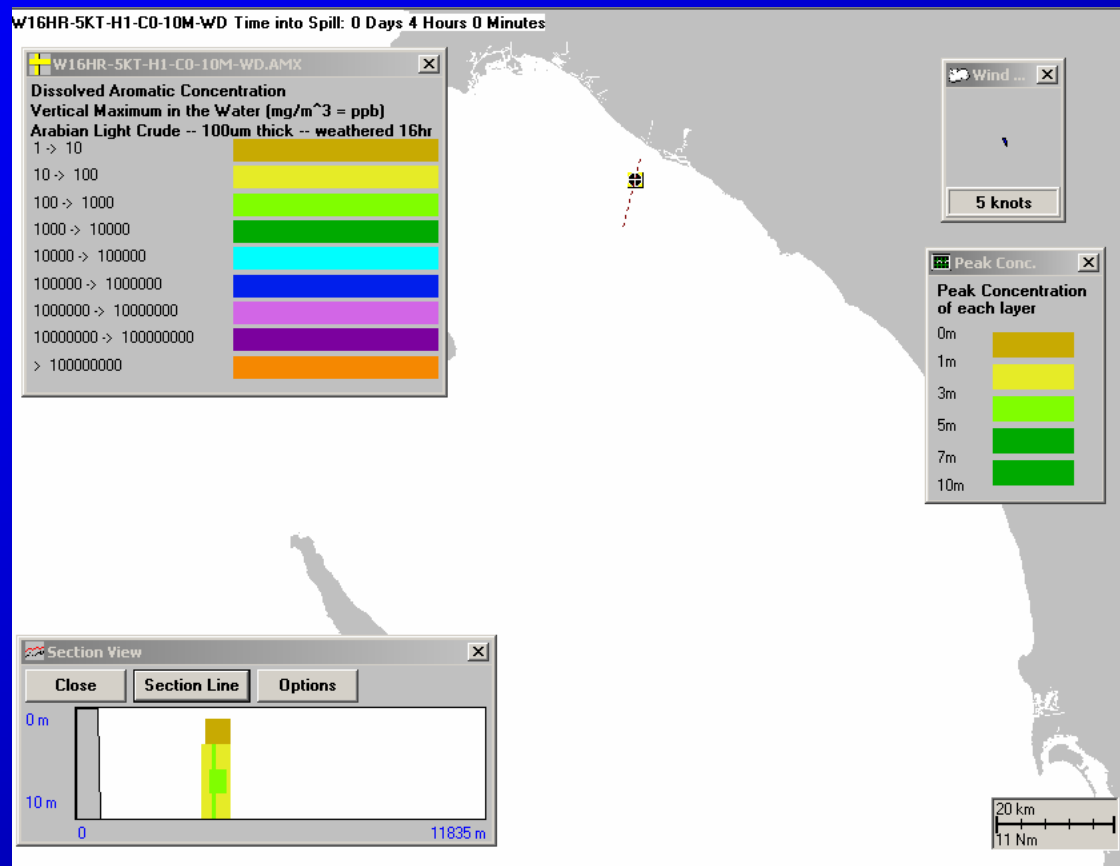 W16HR-5KT-H1-C0-10M-WD Time into Spill: 0 Days 4 Hours 0 Minutes
W16HR-5KT-H1-C0-10M-WD.AMX
Dissolved Aromatic Concentration
Vertical Maximum in the Water (mg/m^3 = ppb)
Arabian Light Crude -- 100um thick -- weathered 16hr
1 -> 10
10 -> 100
100 -> 1000
1000 -> 10000
10000 -> 100000
100000 -> 1000000
1000000 -> 10000000
10000000 -> 100000000
> 100000000
Wind ...
5 knots
Peak Conc.
Peak Concentration
of each layer
0m
1m
3m
5m
7m
10m
Section View
Close Section Line Options
0 m
10 m
0 11835 m
20 km
11 Nm